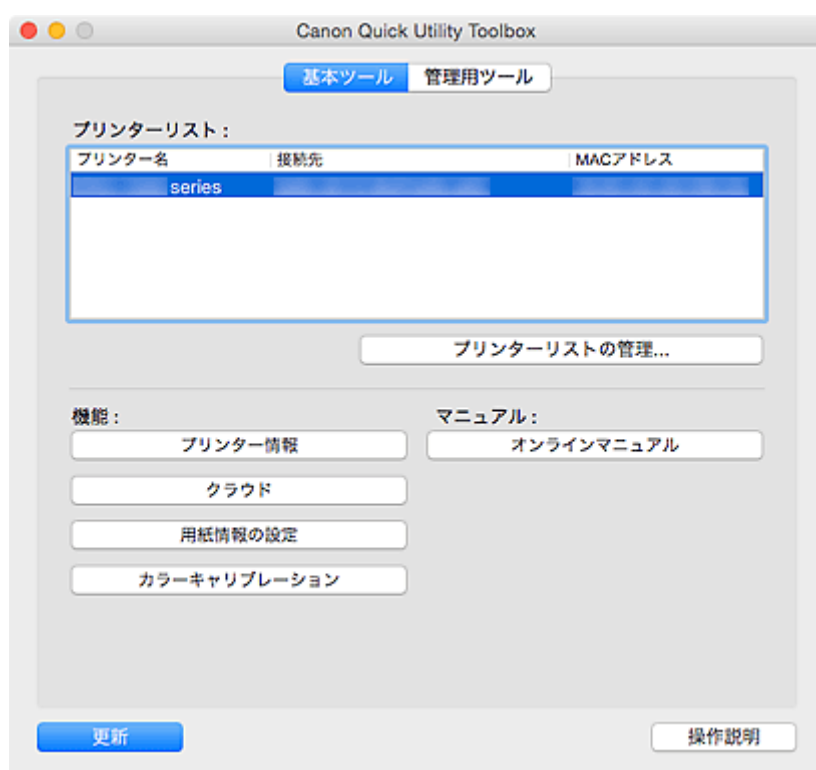 Canon Quick Utility Toolbox
基本ツール 管理用ツール
プリンターリスト：
プリンター名 接続先 MACアドレス
series
プリンターリストの管理...
機能： マニュアル：
プリンター情報 オンラインマニュアル
クラウド
用紙情報の設定
カラーキャリブレーション
更新 操作説明